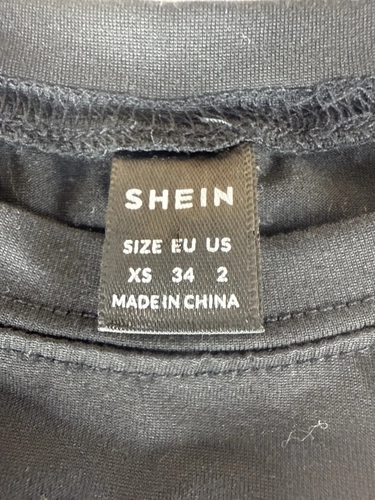 SHEIN
SIZE EU US
XS 34 2
MADE IN CHINA